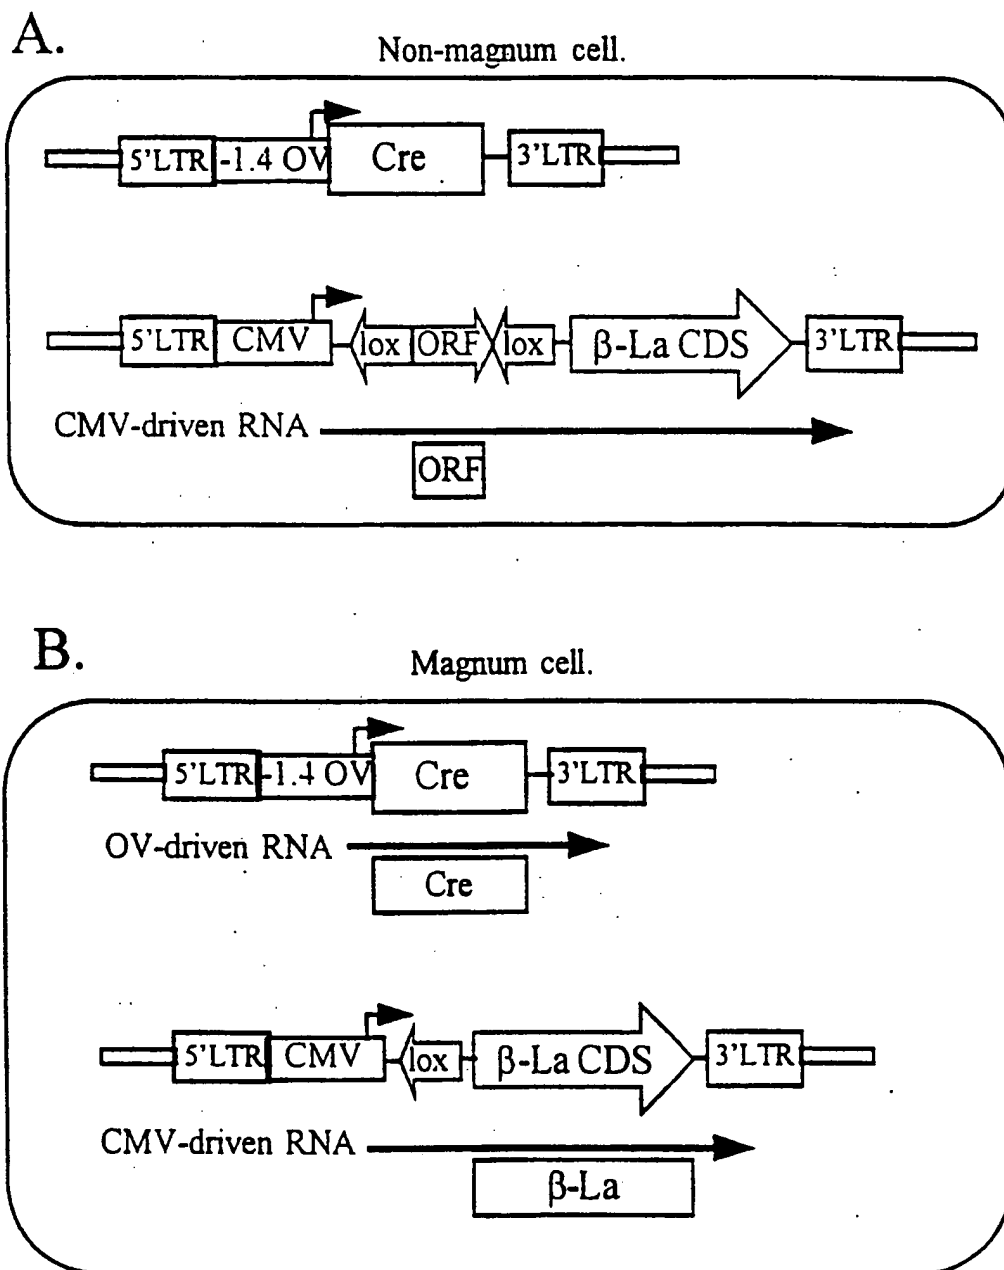 A.
Non-magnum cell.
5'LTR -1.4 OV Cre 3'LTR
5'LTR CMV lox ORF lox β-La CDS 3'LTR
CMV-driven RNA
ORF
B.
Magnum cell.
5'LTR -1.4 OV Cre 3'LTR
OV-driven RNA
Cre
5'LTR CMV lox β-La CDS 3'LTR
CMV-driven RNA
β-La